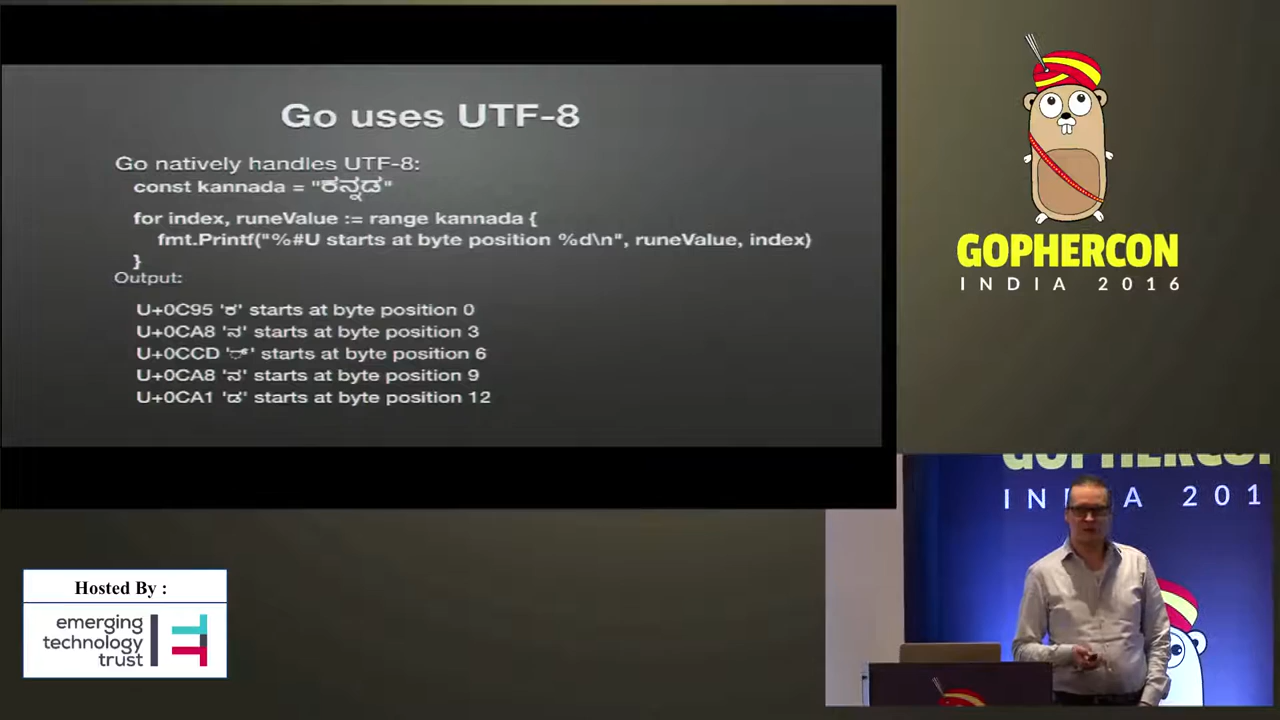 Go uses UTF-8
Go natively handles UTF-8:
const kannada = "ಕನ್ನಡ"
for index, runeValue := range kannada {
fmt.Printf("%#U starts at byte position %d\n", runeValue, index)
}
Output:
U+0C95 'ಕ' starts at byte position 0
U+0CA8 'ನ' starts at byte position 3
U+0CCD '್' starts at byte position 6
U+0CA8 'ನ' starts at byte position 9
U+0CA1 'ಡ' starts at byte position 12
GOPHERCON
INDIA 2016
GOPHERCON
INDIA 201
Hosted By :
emerging
technology
trust